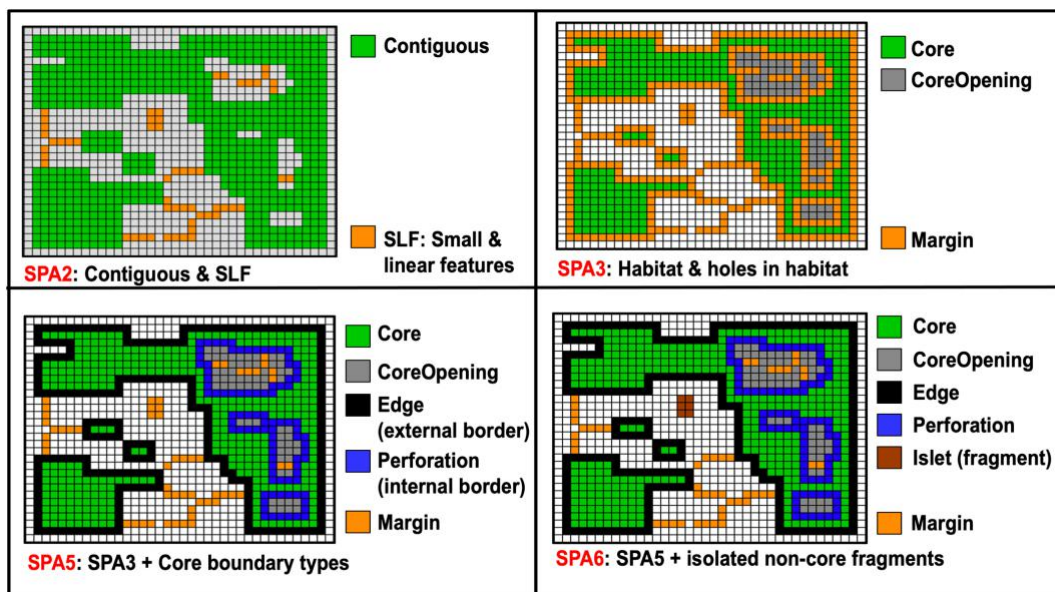 Contiguous
SLF: Small &
linear features
SPA2: Contiguous & SLF
Core
CoreOpening
Margin
SPA3: Habitat & holes in habitat
Core
CoreOpening
Edge
(external border)
Perforation
(internal border)
Margin
SPA5: SPA3 + Core boundary types
Core
CoreOpening
Edge
Perforation
Islet (fragment)
Margin
SPA6: SPA5 + isolated non-core fragments